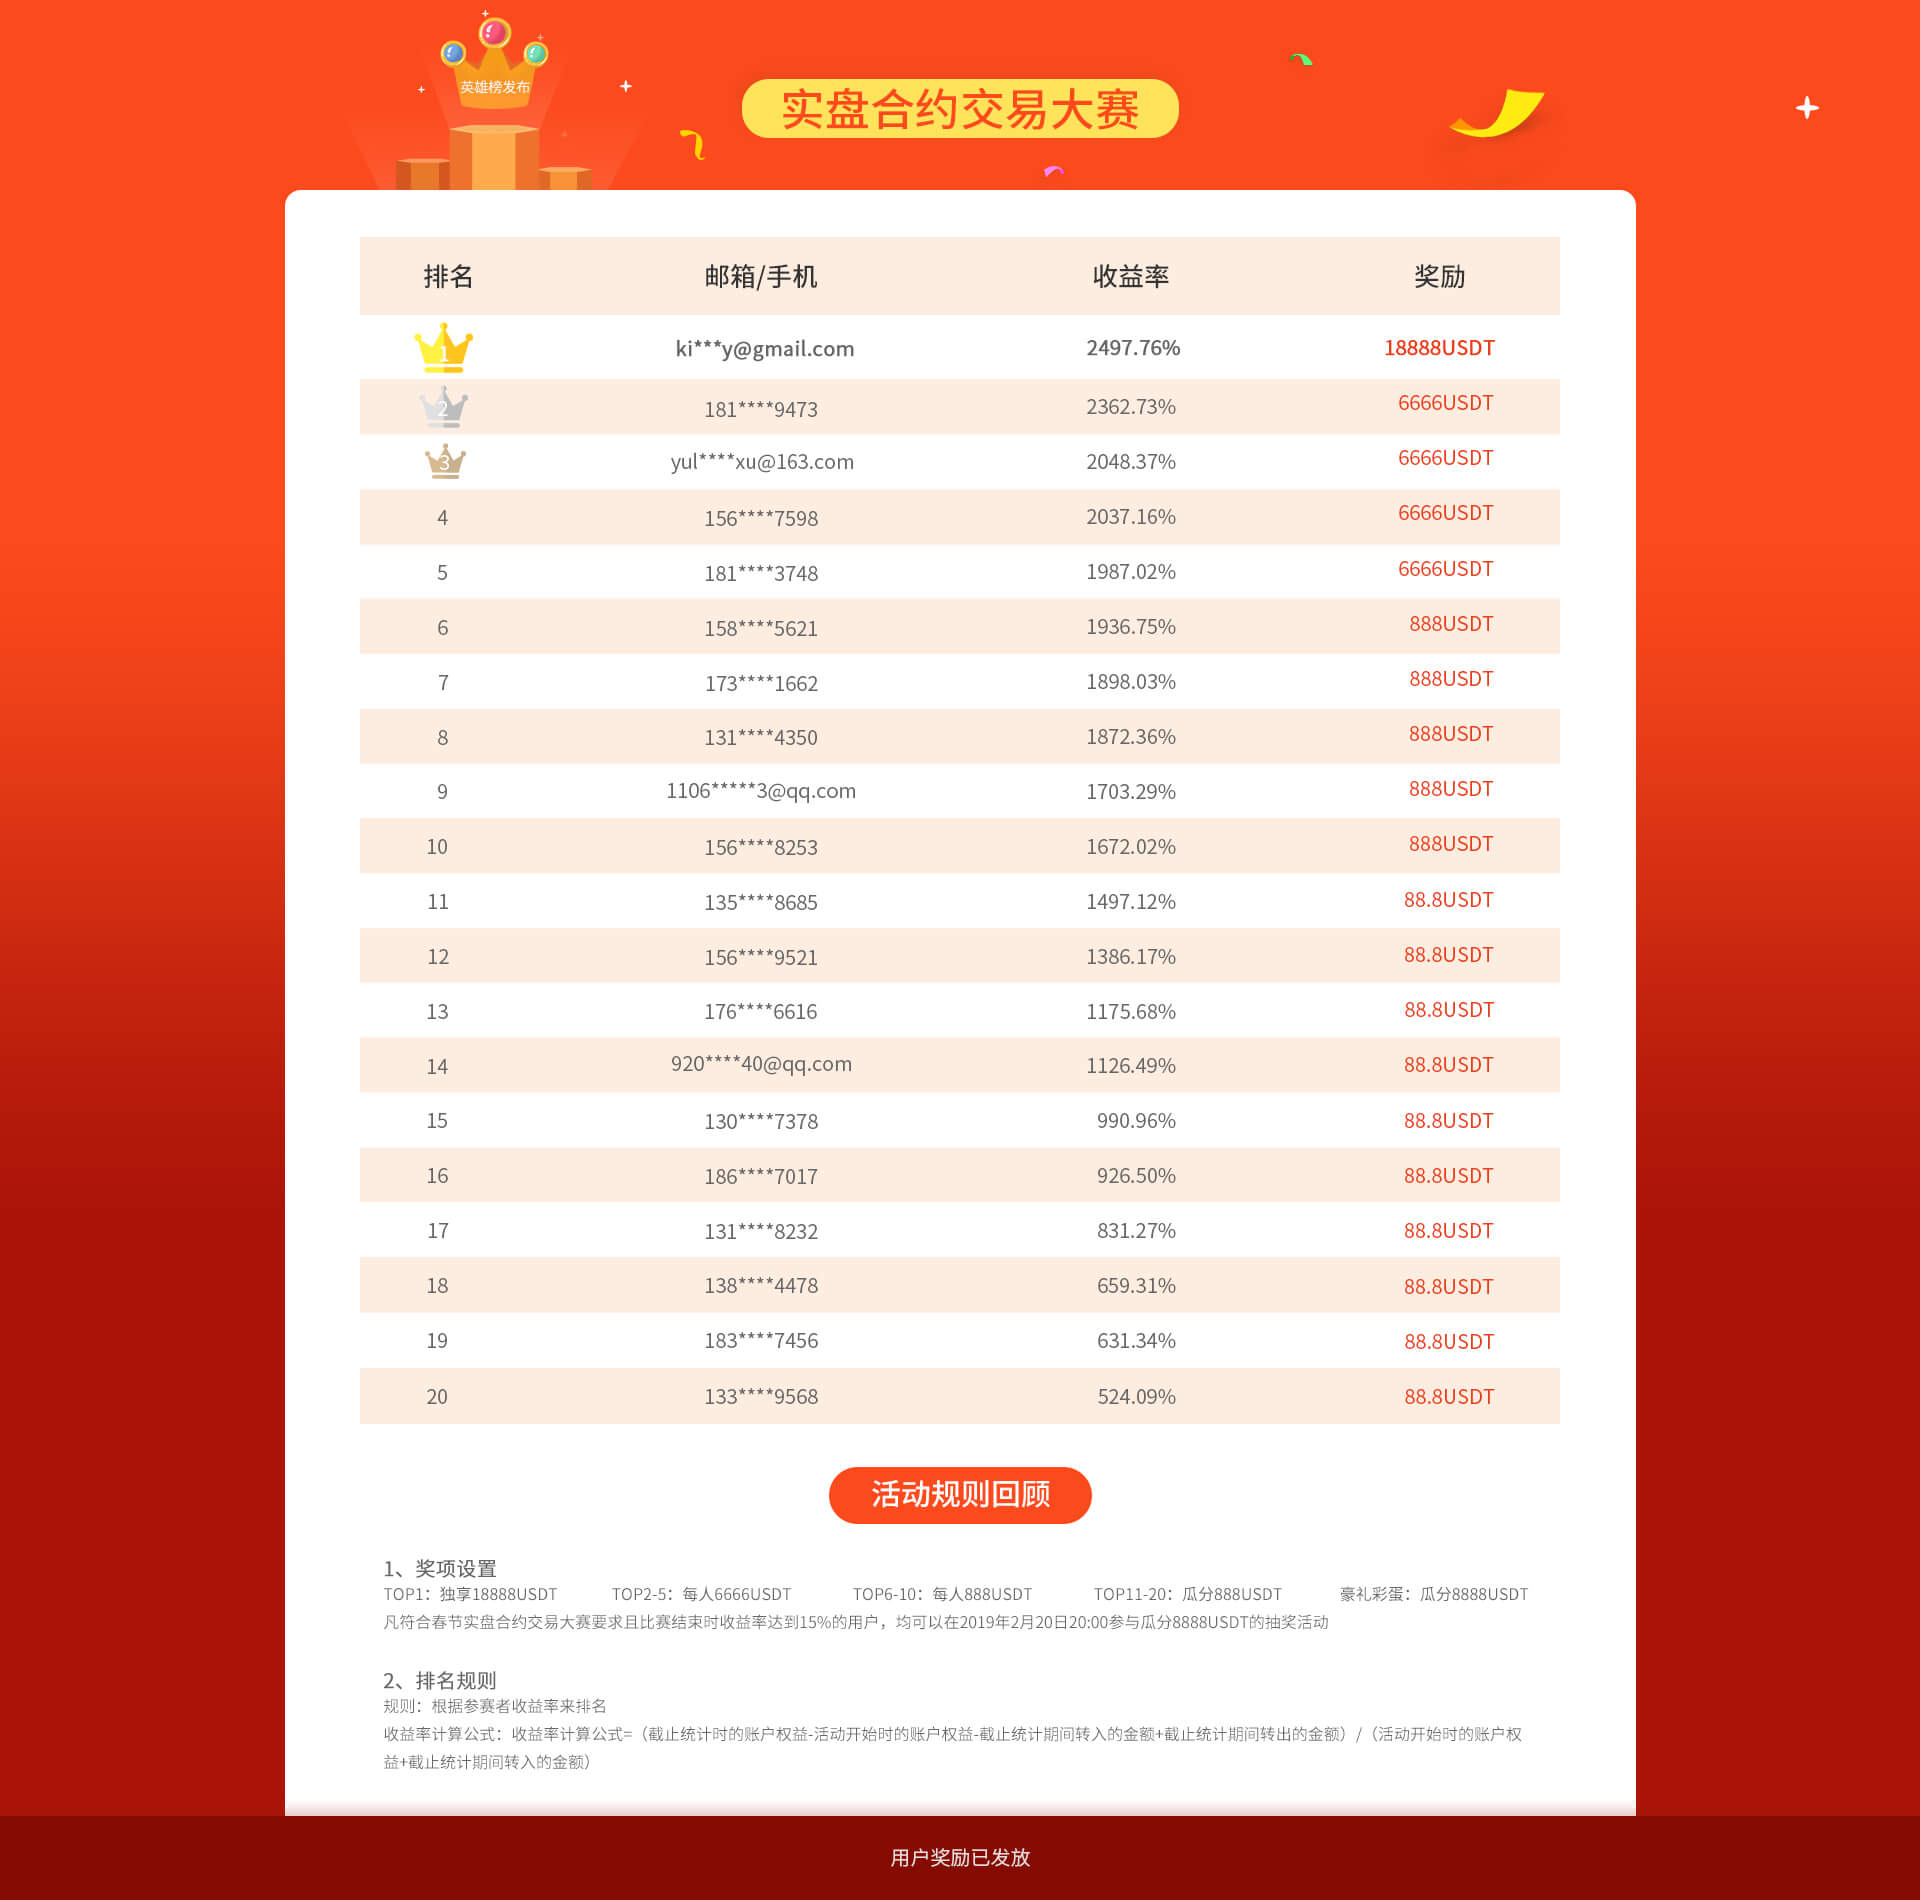 英雄榜发布
实盘合约交易大赛
排名 邮箱/手机 收益率 奖励
1 ki***y@gmail.com 2497.76% 18888USDT
2 181****9473 2362.73% 6666USDT
3 yul****xu@163.com 2048.37% 6666USDT
4 156****7598 2037.16% 6666USDT
5 181****3748 1987.02% 6666USDT
6 158****5621 1936.75% 888USDT
7 173****1662 1898.03% 888USDT
8 131****4350 1872.36% 888USDT
9 1106*****3@qq.com 1703.29% 888USDT
10 156****8253 1672.02% 888USDT
11 135****8685 1497.12% 88.8USDT
12 156****9521 1386.17% 88.8USDT
13 176****6616 1175.68% 88.8USDT
14 920****40@qq.com 1126.49% 88.8USDT
15 130****7378 990.96% 88.8USDT
16 186****7017 926.50% 88.8USDT
17 131****8232 831.27% 88.8USDT
18 138****4478 659.31% 88.8USDT
19 183****7456 631.34% 88.8USDT
20 133****9568 524.09% 88.8USDT
活动规则回顾
1、奖项设置
TOP1：独享18888USDT TOP2-5：每人6666USDT TOP6-10：每人888USDT TOP11-20：瓜分888USDT 豪礼彩蛋：瓜分8888USDT
凡符合春节实盘合约交易大赛要求且比赛结束时收益率达到15%的用户，均可以在2019年2月20日20:00参与瓜分8888USDT的抽奖活动
2、排名规则
规则：根据参赛者收益率来排名
收益率计算公式：收益率计算公式=（截止统计时的账户权益-活动开始时的账户权益-截止统计期间转入的金额+截止统计期间转出的金额）/（活动开始时的账户权
益+截止统计期间转入的金额）
用户奖励已发放